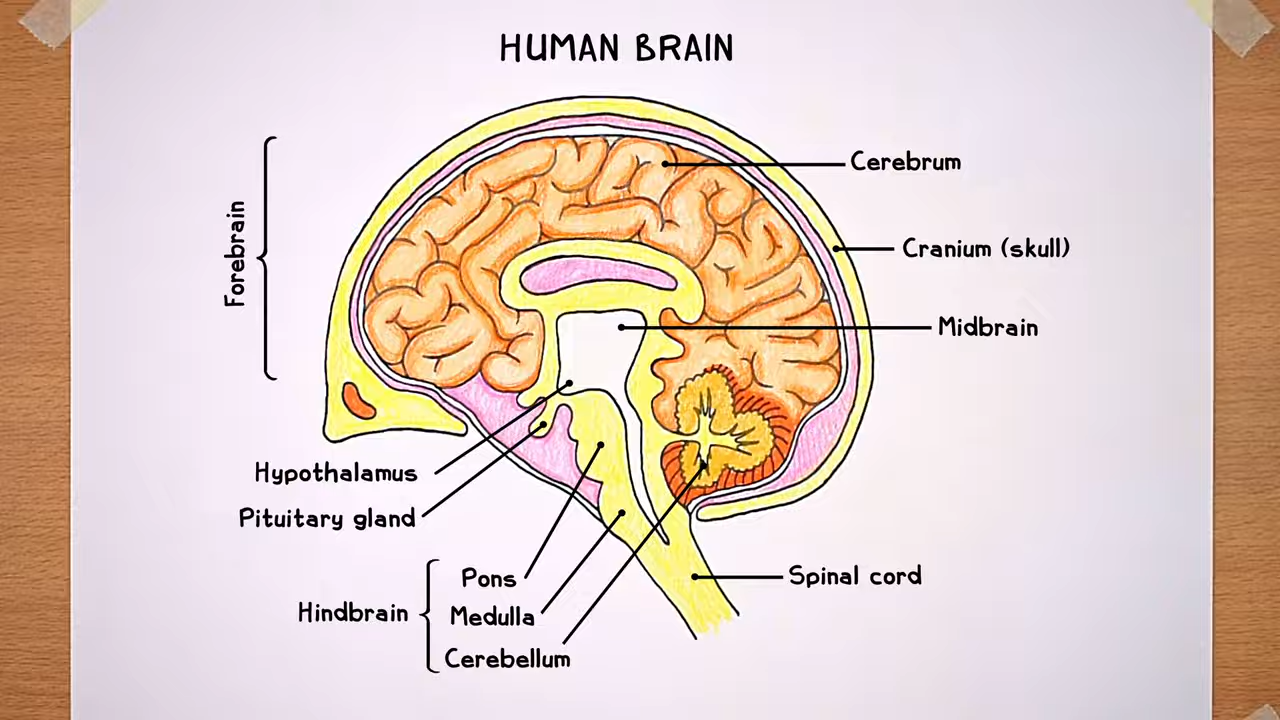 HUMAN BRAIN
Forebrain
Cerebrum
Cranium (skull)
Midbrain
Hypothalamus
Pituitary gland
Hindbrain
Pons
Medulla
Cerebellum
Spinal cord